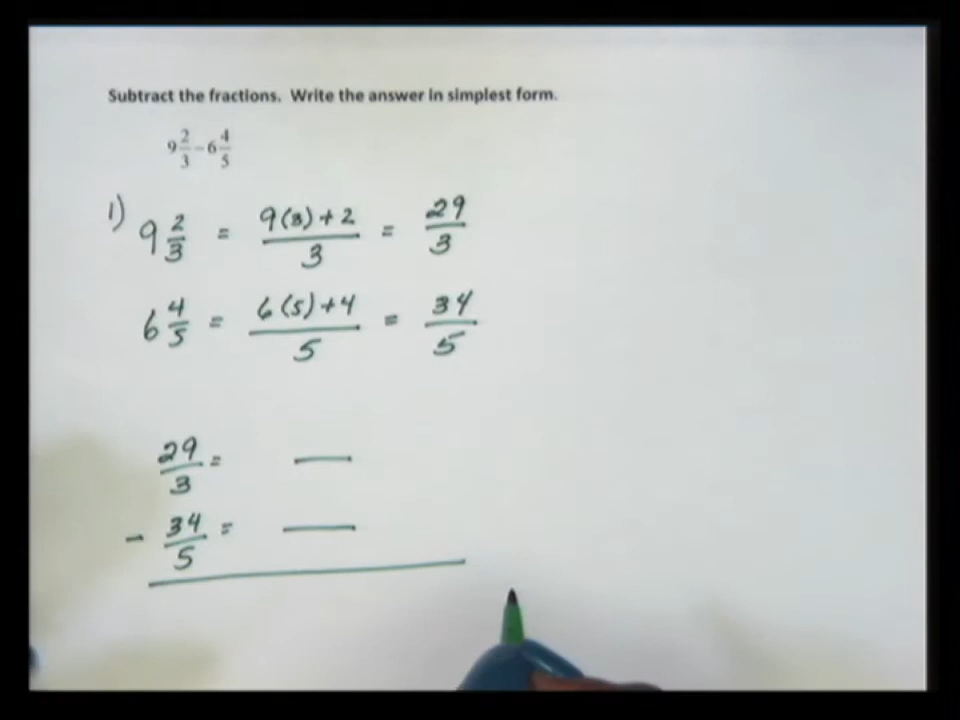 Subtract the fractions. Write the answer in simplest form.
9 2/3 - 6 4/5
1) 9 2/3 = 9(3)+2/3 = 29/3
6 4/5 = 6(5)+4/5 = 34/5
29/3 =
- 34/5 =